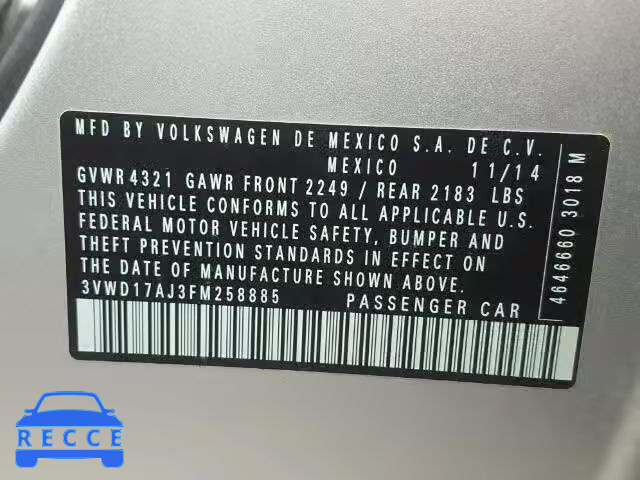 MFD BY VOLKSWAGEN DE MEXICO S.A. DE C.V.
MEXICO 11/14
GVWR 4321 GAWR FRONT 2249 / REAR 2183 LBS
THIS VEHICLE CONFORMS TO ALL APPLICABLE U.S.
FEDERAL MOTOR VEHICLE SAFETY, BUMPER AND
THEFT PREVENTION STANDARDS IN EFFECT ON
THE DATE OF MANUFACTURE SHOWN ABOVE.
3VWD17AJ3FM258885 PASSENGER CAR
4646660 3018 M
RECCE